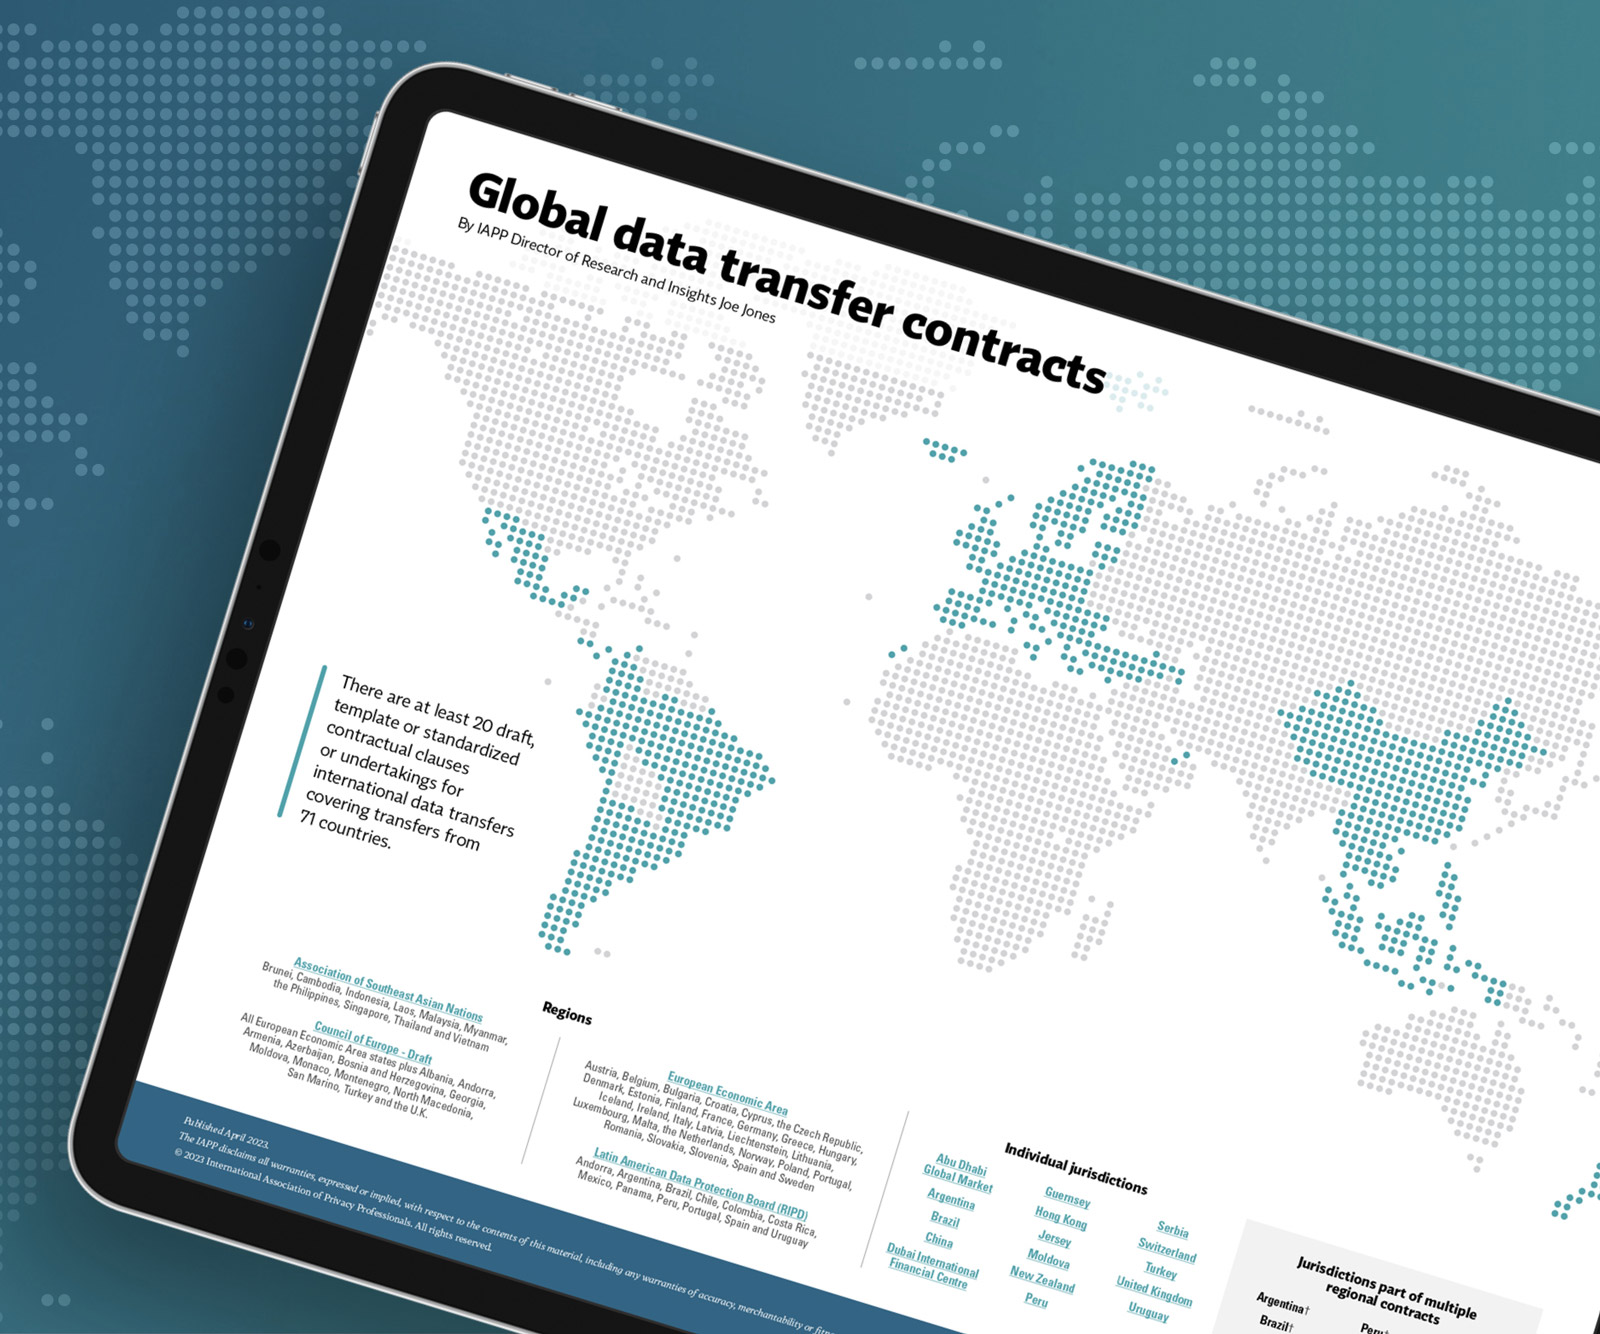 Global data transfer contracts
By IAPP Director of Research and Insights Joe Jones
There are at least 20 draft,
template or standardized
contractual clauses
or undertakings for
international data transfers
covering transfers from
71 countries.
Regions
Association of Southeast Asian Nations
Brunei, Cambodia, Indonesia, Laos, Malaysia, Myanmar,
the Philippines, Singapore, Thailand and Vietnam
Council of Europe - Draft
All European Economic Area states plus Albania, Andorra,
Armenia, Azerbaijan, Bosnia and Herzegovina, Georgia,
Moldova, Monaco, Montenegro, North Macedonia,
San Marino, Turkey and the U.K.
European Economic Area
Austria, Belgium, Bulgaria, Croatia, Cyprus, the Czech Republic,
Denmark, Estonia, Finland, France, Germany, Greece, Hungary,
Iceland, Ireland, Italy, Latvia, Liechtenstein, Lithuania,
Luxembourg, Malta, the Netherlands, Norway, Poland, Portugal,
Romania, Slovakia, Slovenia, Spain and Sweden
Latin American Data Protection Board (RIPD)
Andorra, Argentina, Brazil, Chile, Colombia, Costa Rica,
Mexico, Panama, Peru, Portugal, Spain and Uruguay
Individual jurisdictions
Abu Dhabi
Global Market
Argentina
Brazil
China
Dubai International
Financial Centre
Guernsey
Hong Kong
Jersey
Moldova
New Zealand
Peru
Serbia
Switzerland
Turkey
United Kingdom
Uruguay
Jurisdictions part of multiple
regional contracts
Argentina†
Brazil†
Peru†
Published April 2023.
The IAPP disclaims all warranties, expressed or implied, with respect to the contents of this material, including any warranties of accuracy, merchantability or
© 2023 International Association of Privacy Professionals. All rights reserved.